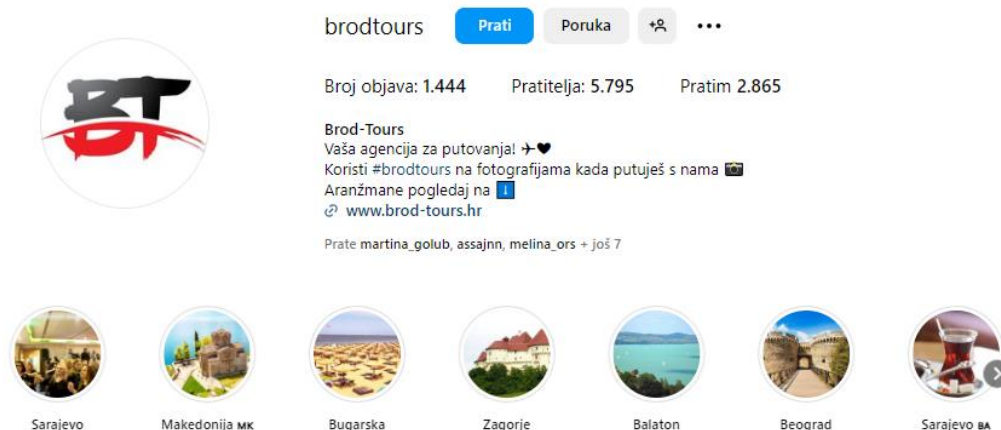 brodtours Prati Poruka
Broj objava: 1.444 Pratitelja: 5.795 Pratim 2.865
BT
Brod-Tours
Vaša agencija za putovanja! ✈♥
Koristi #brodtours na fotografijama kada putuješ s nama 📷
Aranžmane pogledaj na ⬇
www.brod-tours.hr
Prate martina_golub, assajnn, melina_ors + još 7
Sarajevo Makedonija MK Bugarska Zagorje Balaton Beograd Sarajevo BA